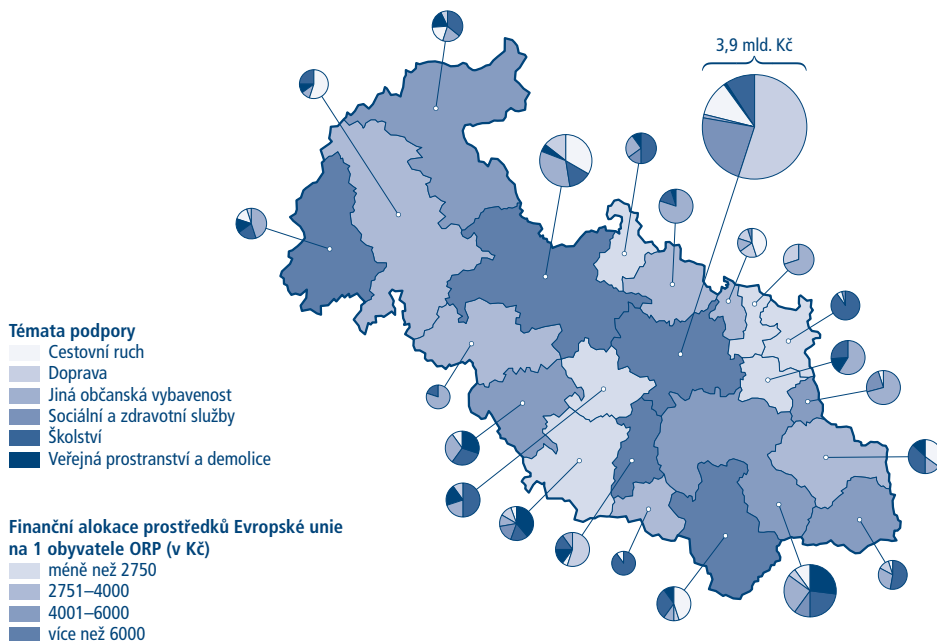 3,9 mld. Kč
Témata podpory
Cestovní ruch
Doprava
Jiná občanská vybavenost
Sociální a zdravotní služby
Školství
Veřejná prostranství a demolice
Finanční alokace prostředků Evropské unie
na 1 obyvatele ORP (v Kč)
méně než 2750
2751–4000
4001–6000
více než 6000